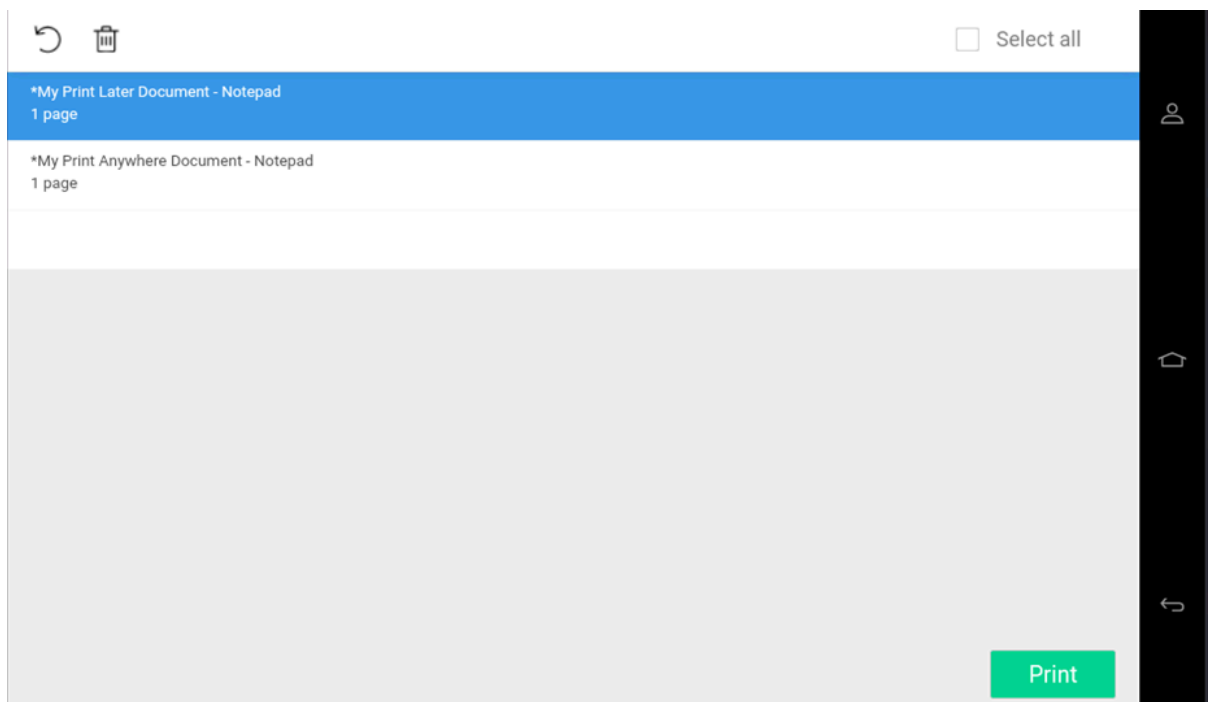 Select all
*My Print Later Document - Notepad
1 page
*My Print Anywhere Document - Notepad
1 page
Print